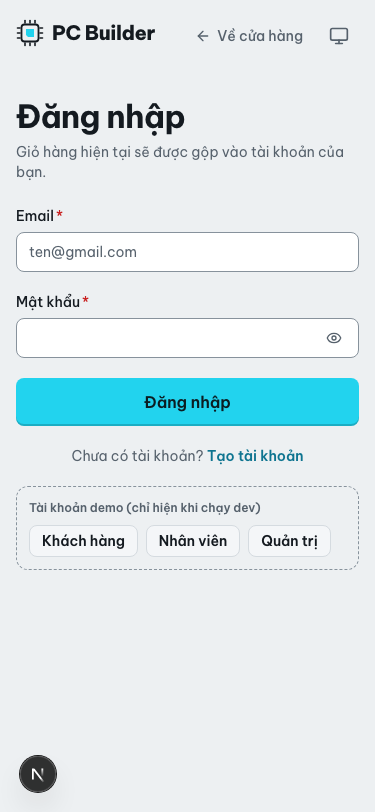 PC Builder
Về cửa hàng
Đăng nhập
Giỏ hàng hiện tại sẽ được gộp vào tài khoản của
bạn.
Email *
ten@gmail.com
Mật khẩu *
Đăng nhập
Chưa có tài khoản? Tạo tài khoản
Tài khoản demo (chỉ hiện khi chạy dev)
Khách hàng Nhân viên Quản trị
N